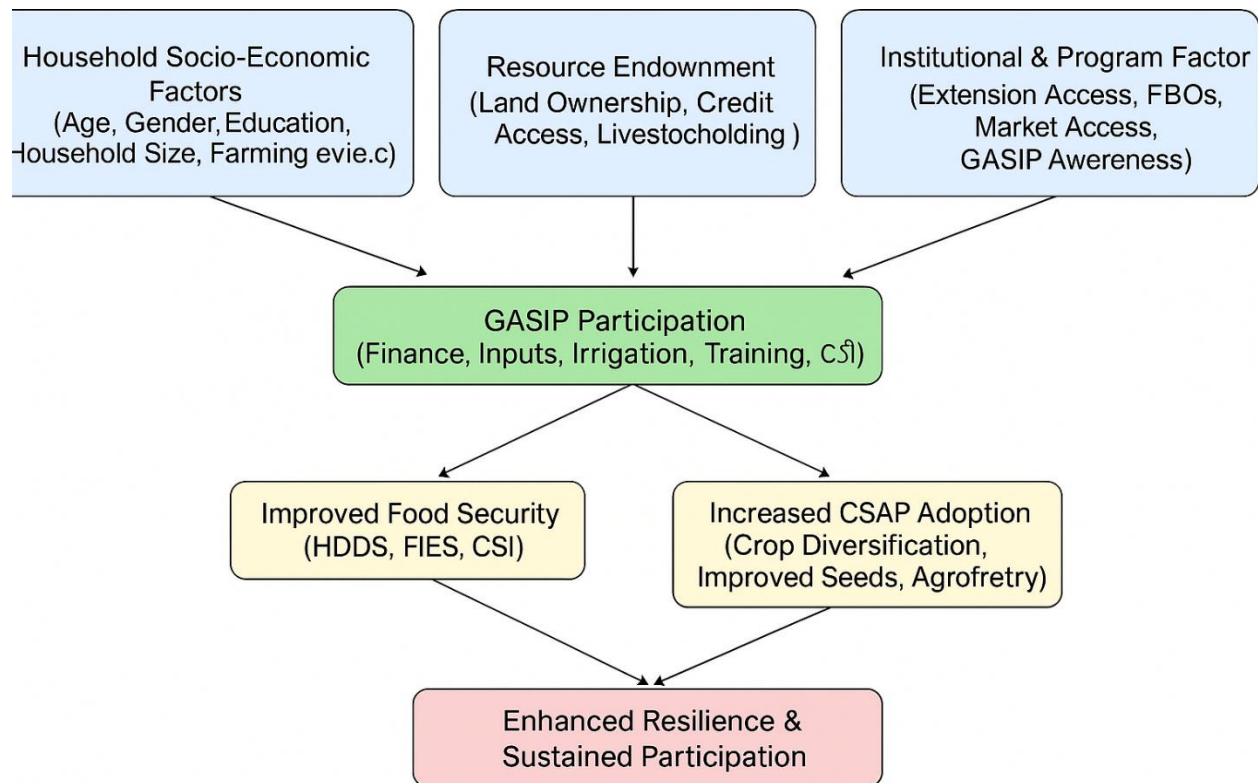 Household Socio-Economic
Factors
(Age, Gender, Education,
Household Size, Farming evie.c)
Resource Endownment
(Land Ownership, Credit
Access, Livestocholding )
Institutional & Program Factor
(Extension Access, FBOs,
Market Access,
GASIP Awereness)
GASIP Participation
(Finance, Inputs, Irrigation, Training,
Improved Food Security
(HDDS, FIES, CSI)
Increased CSAP Adoption
(Crop Diversification,
Improved Seeds, Agrofretry)
Enhanced Resilience &
Sustained Participation